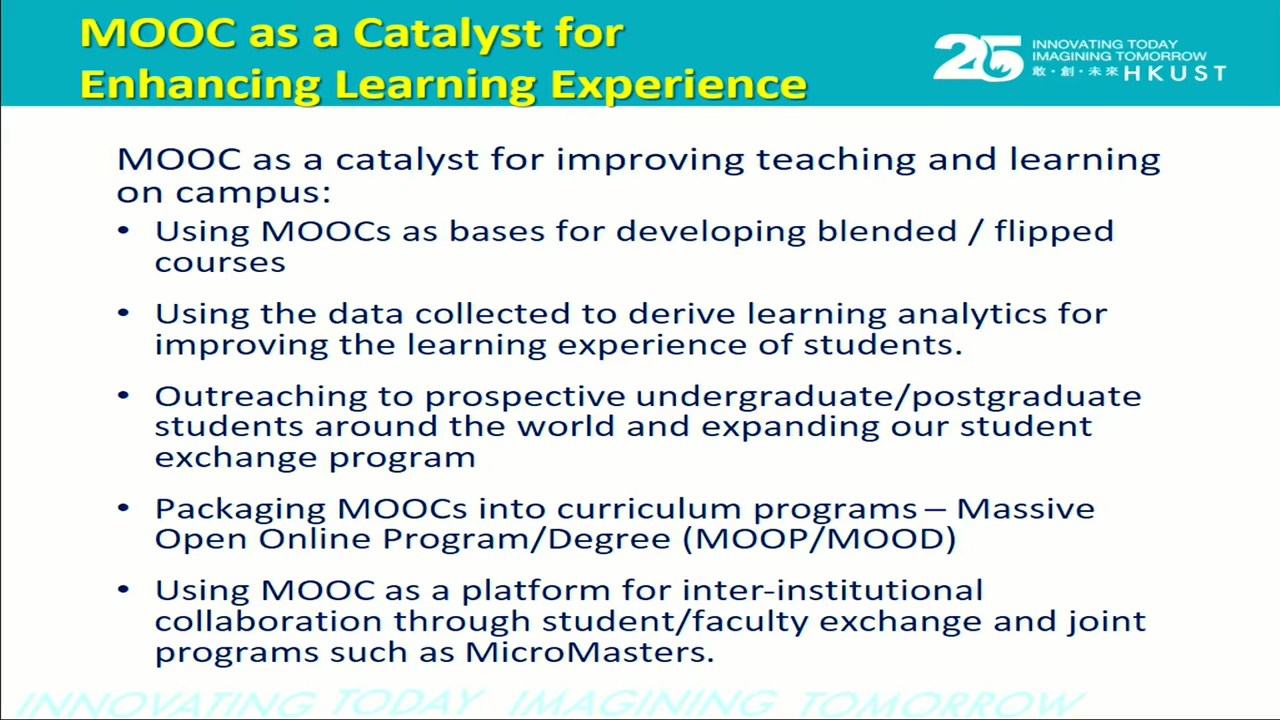 MOOC as a Catalyst for
Enhancing Learning Experience
25
INNOVATING TODAY
IMAGINING TOMORROW
敢·創·未來 HKUST
MOOC as a catalyst for improving teaching and learning
on campus:
• Using MOOCs as bases for developing blended / flipped
courses
• Using the data collected to derive learning analytics for
improving the learning experience of students.
• Outreaching to prospective undergraduate/postgraduate
students around the world and expanding our student
exchange program
• Packaging MOOCs into curriculum programs – Massive
Open Online Program/Degree (MOOP/MOOD)
• Using MOOC as a platform for inter-institutional
collaboration through student/faculty exchange and joint
programs such as MicroMasters.
INNOVATING TODAY IMAGINING TOMORROW